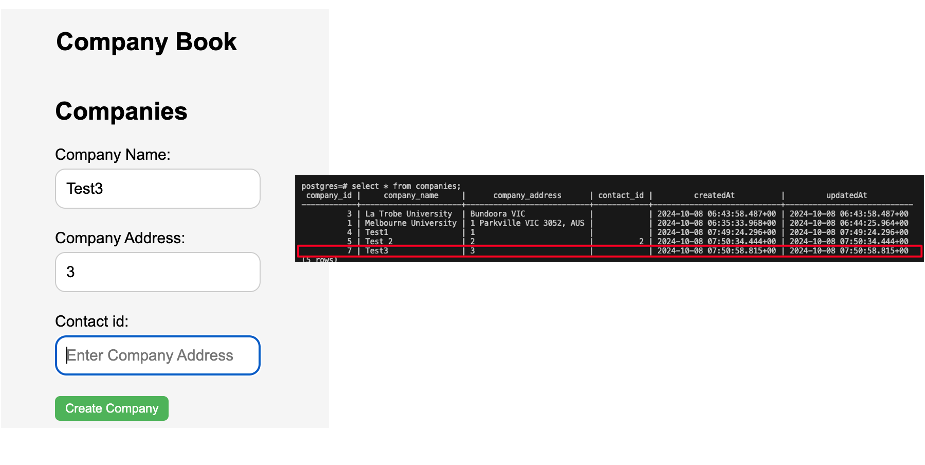 Company Book
Companies
Company Name:
Test3
Company Address:
3
Contact id:
Enter Company Address
Create Company
postgres=# select * from companies;
company_id | company_name | company_address | contact_id | createdAt | updatedAt
3 | La Trobe University | Bundoora VIC | | 2024-10-08 06:43:58.487+00 | 2024-10-08 06:43:58.487+00
1 | Melbourne University | 1 Parkville VIC 3052, AUS | | 2024-10-08 06:35:33.968+00 | 2024-10-08 06:44:25.964+00
4 | Test1 | 1 | | 2024-10-08 07:49:24.296+00 | 2024-10-08 07:49:24.296+00
5 | Test 2 | 2 | 2 | 2024-10-08 07:50:34.444+00 | 2024-10-08 07:50:34.444+00
7 | Test3 | 3 | | 2024-10-08 07:50:58.815+00 | 2024-10-08 07:50:58.815+00
(5 rows)